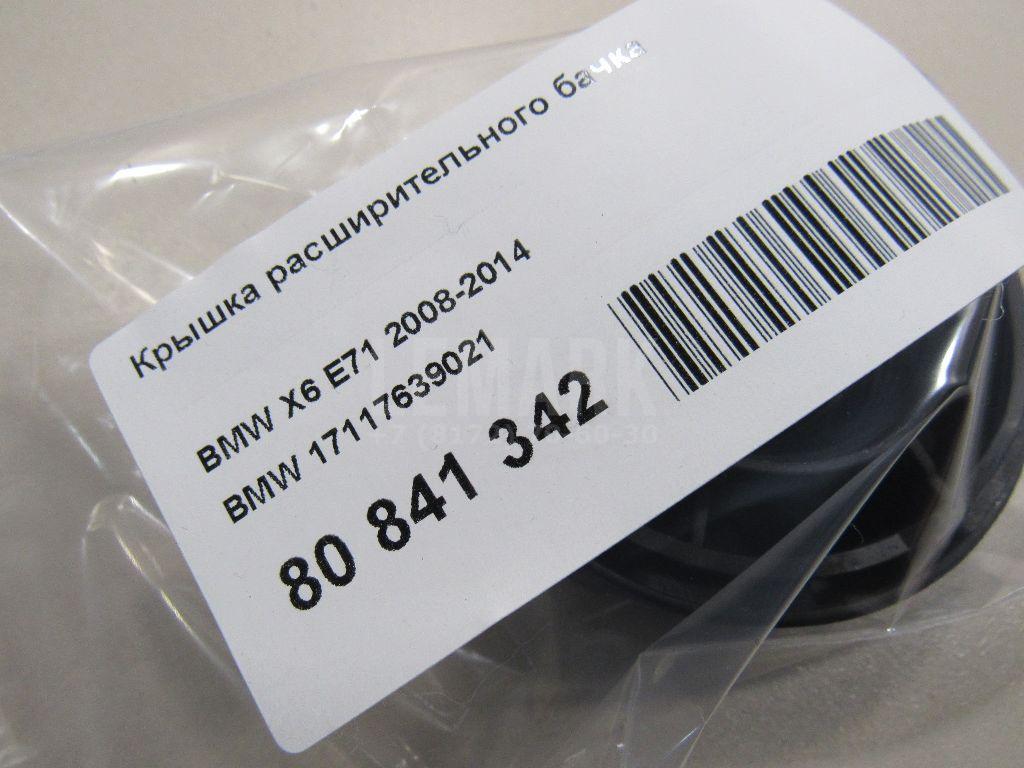 Крышка расширительного бачка
BMW X6 E71 2008-2014
BMW 17117639021
80 841 342